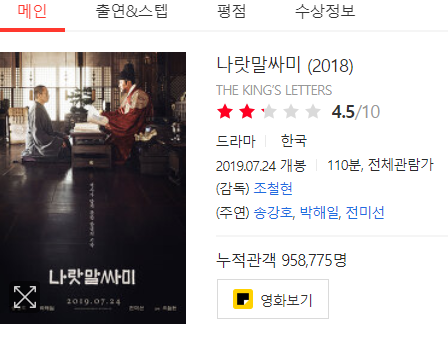 메인 출연&스텝 평점 수상정보
나랏말싸미 (2018)
THE KING'S LETTERS
4.5/10
드라마 한국
2019.07.24 개봉 110분, 전체관람가
(감독) 조철현
(주연) 송강호, 박해일, 전미선
누적관객 958,775명
영화보기
나랏말싸미
2019.07.24